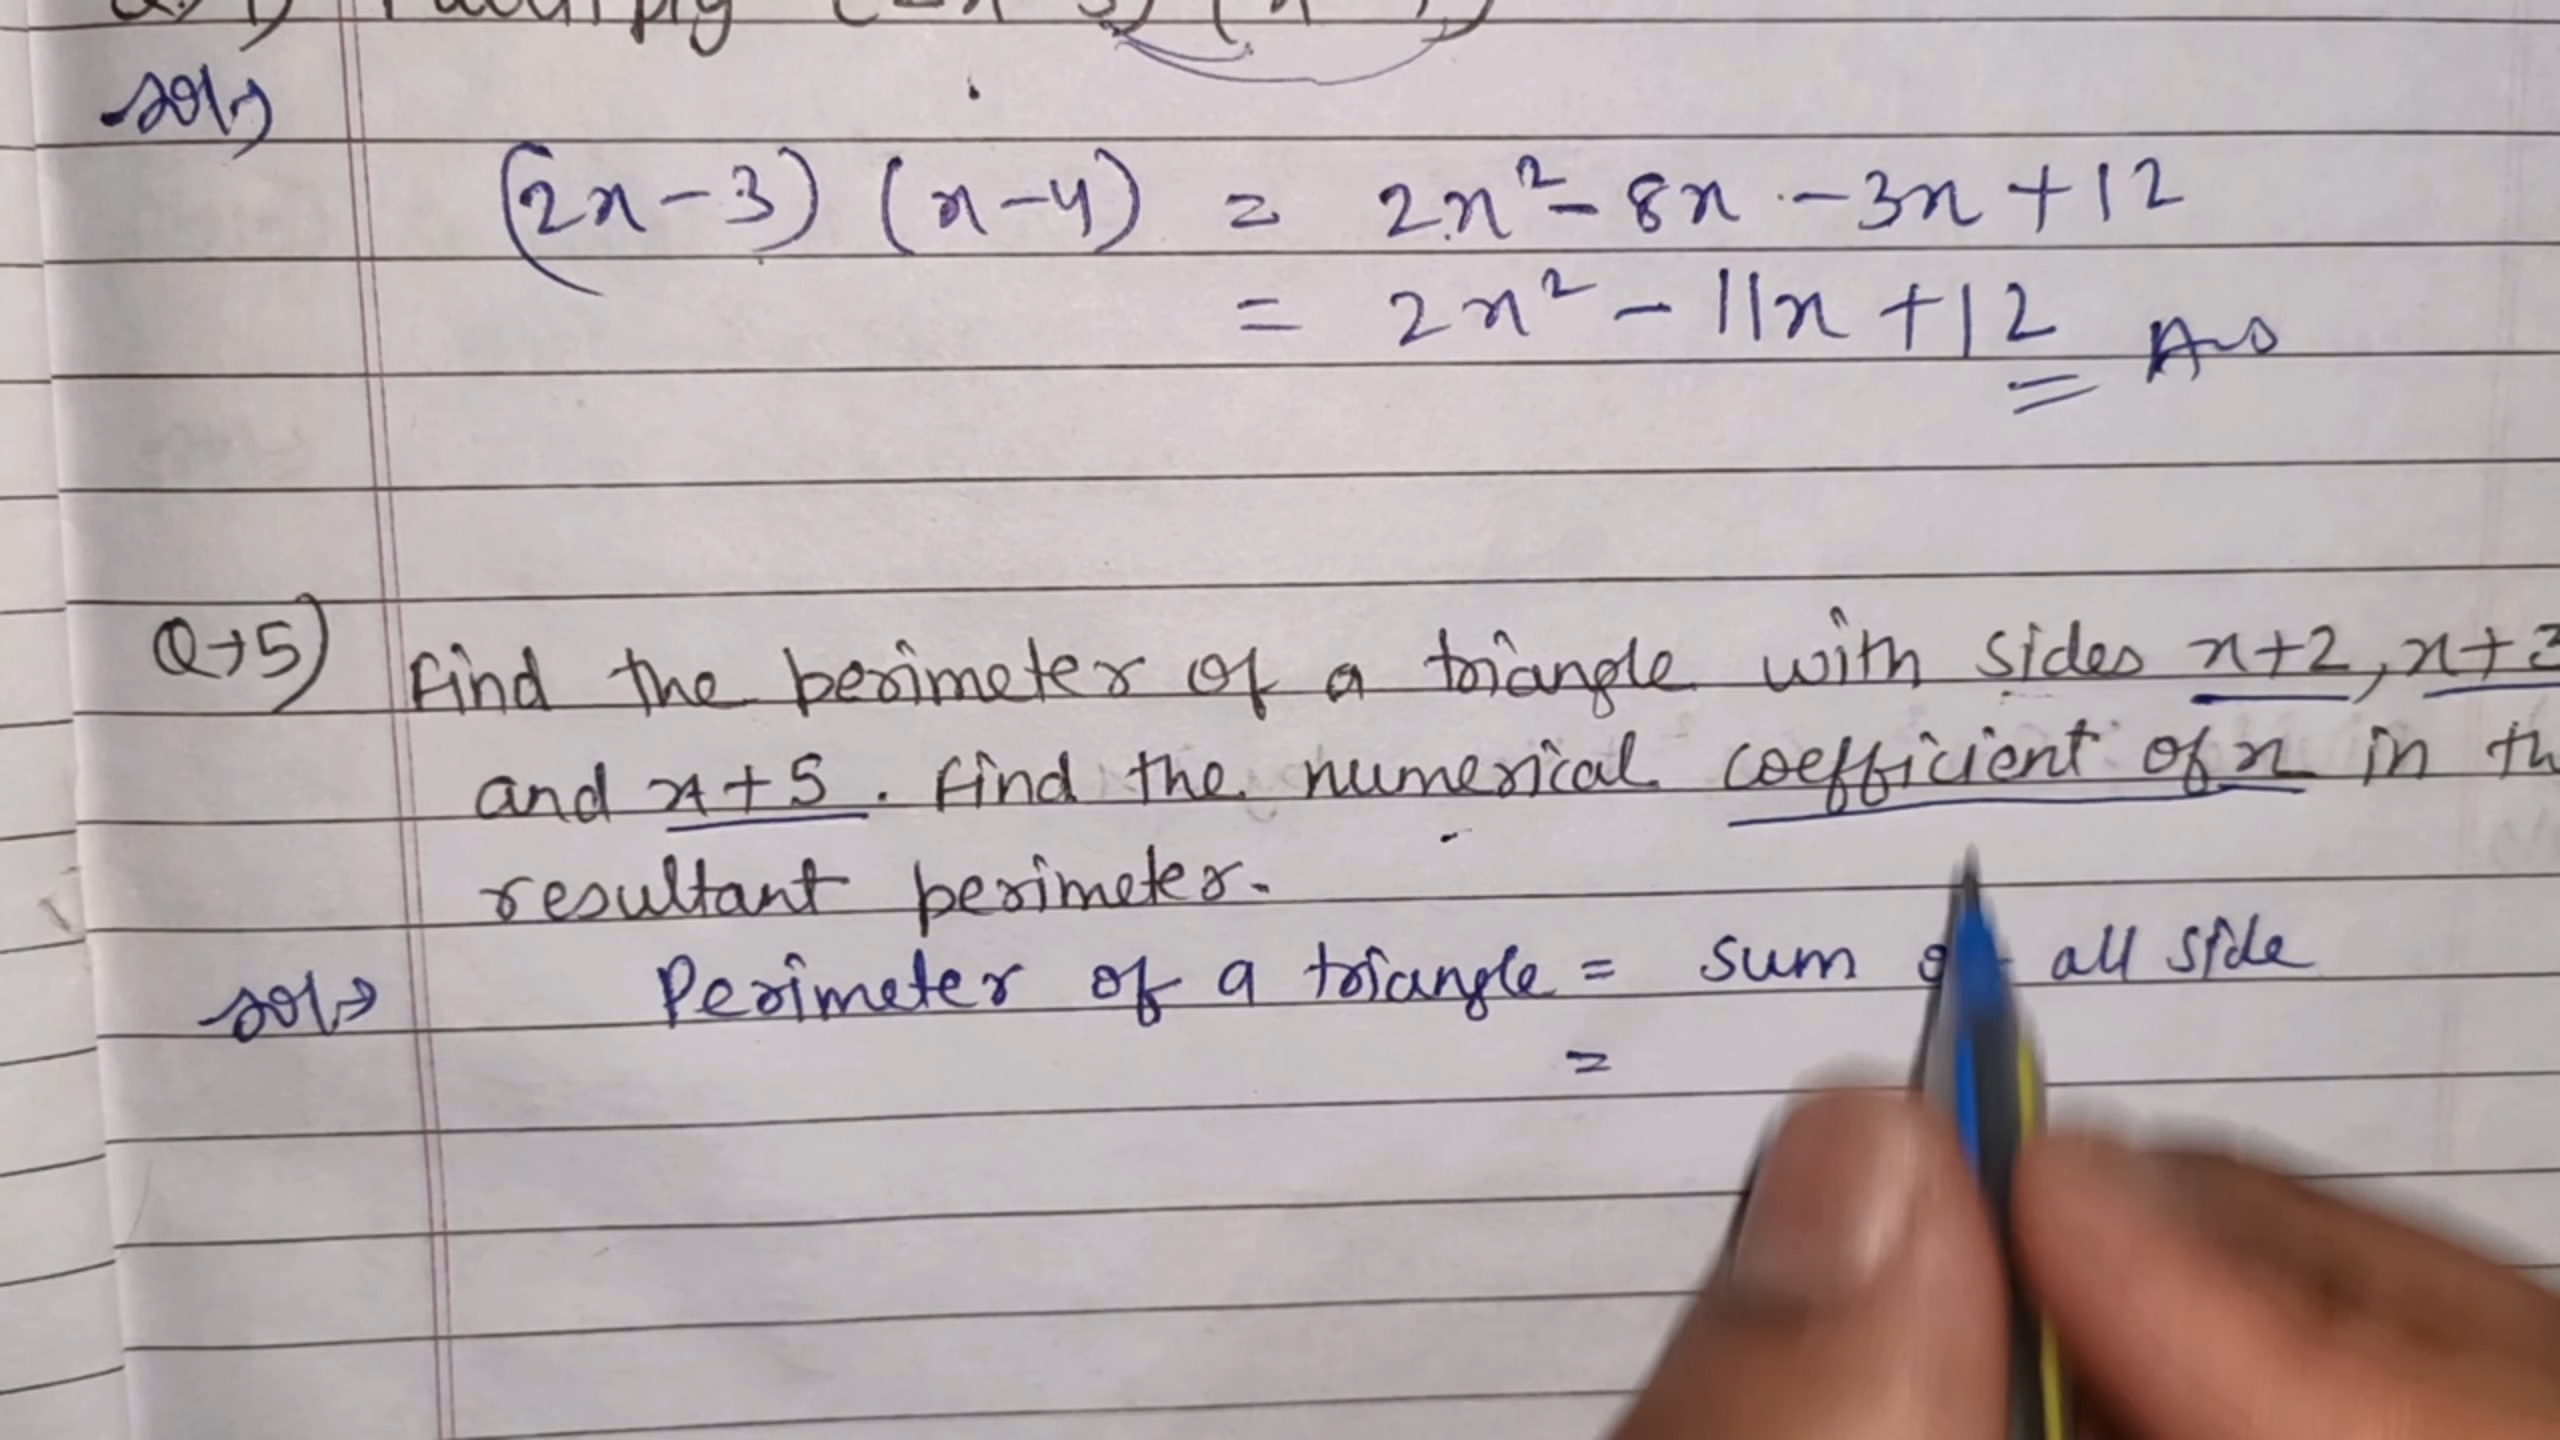 sol→
(2x-3) (x-4) = 2x² - 8x - 3x + 12
= 2x² - 11x + 12 Ans
Q→5) Find the perimeter of a triangle with sides x+2, x+3
and x+5. Find the numerical coefficient of x in th
resultant perimeter.
sol→ Perimeter of a triangle = sum all side
=